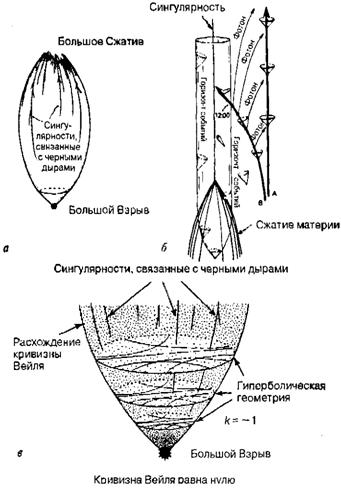 Большое Сжатие
Сингу-
лярности,
связанные
с черными
дырами
Большой Взрыв
а
Сингулярность
Горизонт событий
Фотон
Фотон
Фотон
Фотон
1200
Горизонт событий
В
А
Сжатие материи
б
Сингулярности, связанные с черными дырами
Расхождение
кривизны
Вейля
Гиперболическая
геометрия
k = −1
Большой Взрыв
в
Кривизна Вейля равна нулю